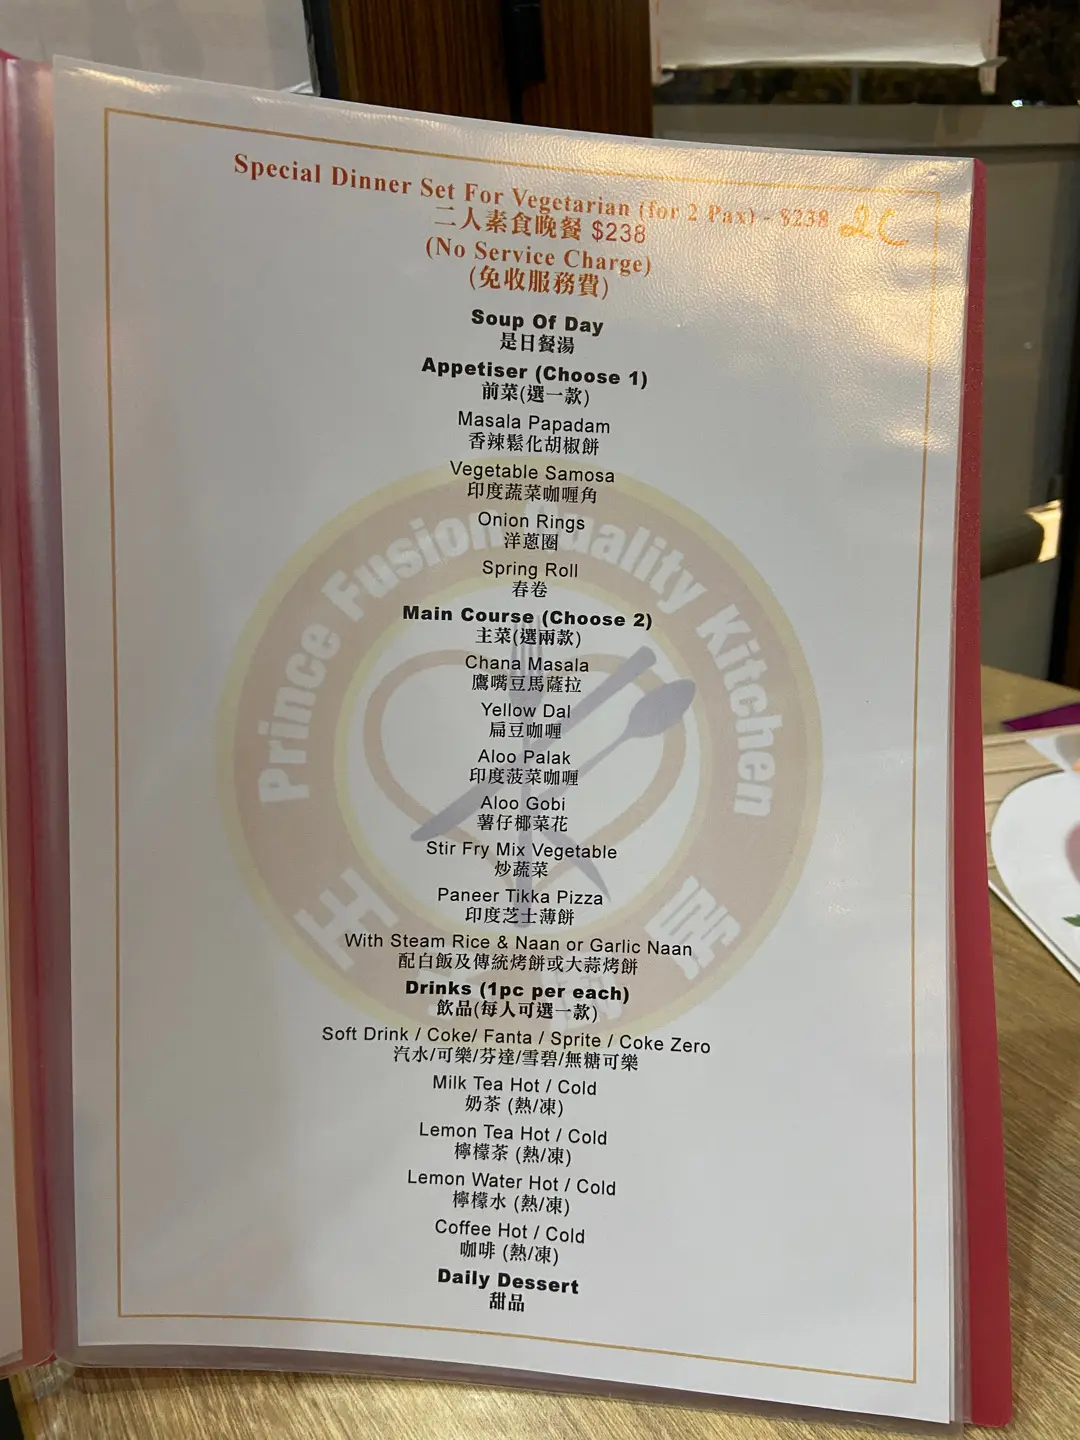 Special Dinner Set For Vegetarian (for 2 Pax) - $238 2C
二人素食晚餐 $238
(No Service Charge)
(免收服務費)
Soup Of Day
是日餐湯
Appetiser (Choose 1)
前菜(選一款)
Masala Papadam
香辣鬆化胡椒餅
Vegetable Samosa
印度蔬菜咖喱角
Onion Rings
洋蔥圈
Spring Roll
春卷
Main Course (Choose 2)
主菜(選兩款)
Chana Masala
鷹嘴豆馬薩拉
Yellow Dal
扁豆咖喱
Aloo Palak
印度菠菜咖喱
Aloo Gobi
薯仔椰菜花
Stir Fry Mix Vegetable
炒蔬菜
Paneer Tikka Pizza
印度芝士薄餅
With Steam Rice & Naan or Garlic Naan
配白飯及傳統烤餅或大蒜烤餅
Drinks (1pc per each)
飲品(每人可選一款)
Soft Drink / Coke/ Fanta / Sprite / Coke Zero
汽水/可樂/芬達/雪碧/無糖可樂
Milk Tea Hot / Cold
奶茶 (熱/凍)
Lemon Tea Hot / Cold
檸檬茶 (熱/凍)
Lemon Water Hot / Cold
檸檬水 (熱/凍)
Coffee Hot / Cold
咖啡 (熱/凍)
Daily Dessert
甜品
Prince Fusion Quality Kitchen
王